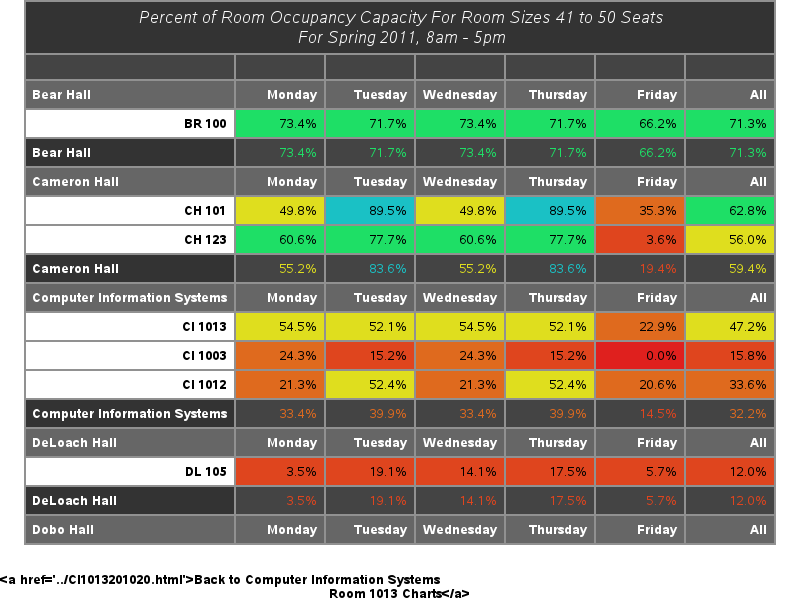 Percent of Room Occupancy Capacity For Room Sizes 41 to 50 Seats
For Spring 2011, 8am - 5pm
Bear Hall Monday Tuesday Wednesday Thursday Friday All
BR 100 73.4% 71.7% 73.4% 71.7% 66.2% 71.3%
Bear Hall 73.4% 71.7% 73.4% 71.7% 66.2% 71.3%
Cameron Hall Monday Tuesday Wednesday Thursday Friday All
CH 101 49.8% 89.5% 49.8% 89.5% 35.3% 62.8%
CH 123 60.6% 77.7% 60.6% 77.7% 3.6% 56.0%
Cameron Hall 55.2% 83.6% 55.2% 83.6% 19.4% 59.4%
Computer Information Systems Monday Tuesday Wednesday Thursday Friday All
CI 1013 54.5% 52.1% 54.5% 52.1% 22.9% 47.2%
CI 1003 24.3% 15.2% 24.3% 15.2% 0.0% 15.8%
CI 1012 21.3% 52.4% 21.3% 52.4% 20.6% 33.6%
Computer Information Systems 33.4% 39.9% 33.4% 39.9% 14.5% 32.2%
DeLoach Hall Monday Tuesday Wednesday Thursday Friday All
DL 105 3.5% 19.1% 14.1% 17.5% 5.7% 12.0%
DeLoach Hall 3.5% 19.1% 14.1% 17.5% 5.7% 12.0%
Dobo Hall Monday Tuesday Wednesday Thursday Friday All
<a href='../CI1013201020.html'>Back to Computer Information Systems
Room 1013 Charts</a>